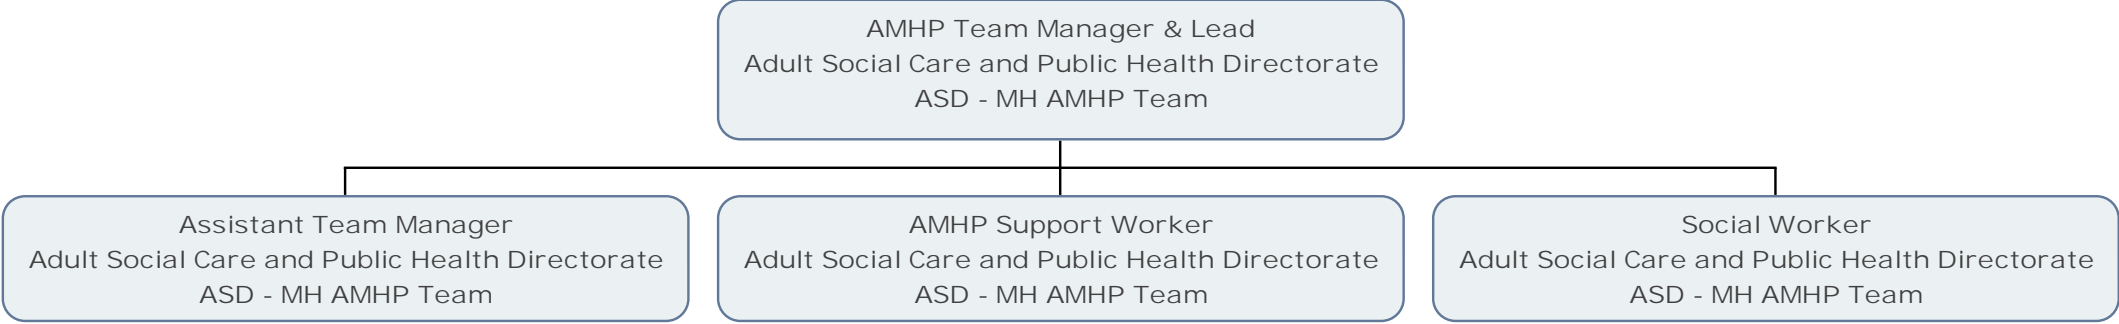 AMHP Team Manager & Lead
Adult Social Care and Public Health Directorate
ASD - MH AMHP Team
Assistant Team Manager
Adult Social Care and Public Health Directorate
ASD - MH AMHP Team
AMHP Support Worker
Adult Social Care and Public Health Directorate
ASD - MH AMHP Team
Social Worker
Adult Social Care and Public Health Directorate
ASD - MH AMHP Team